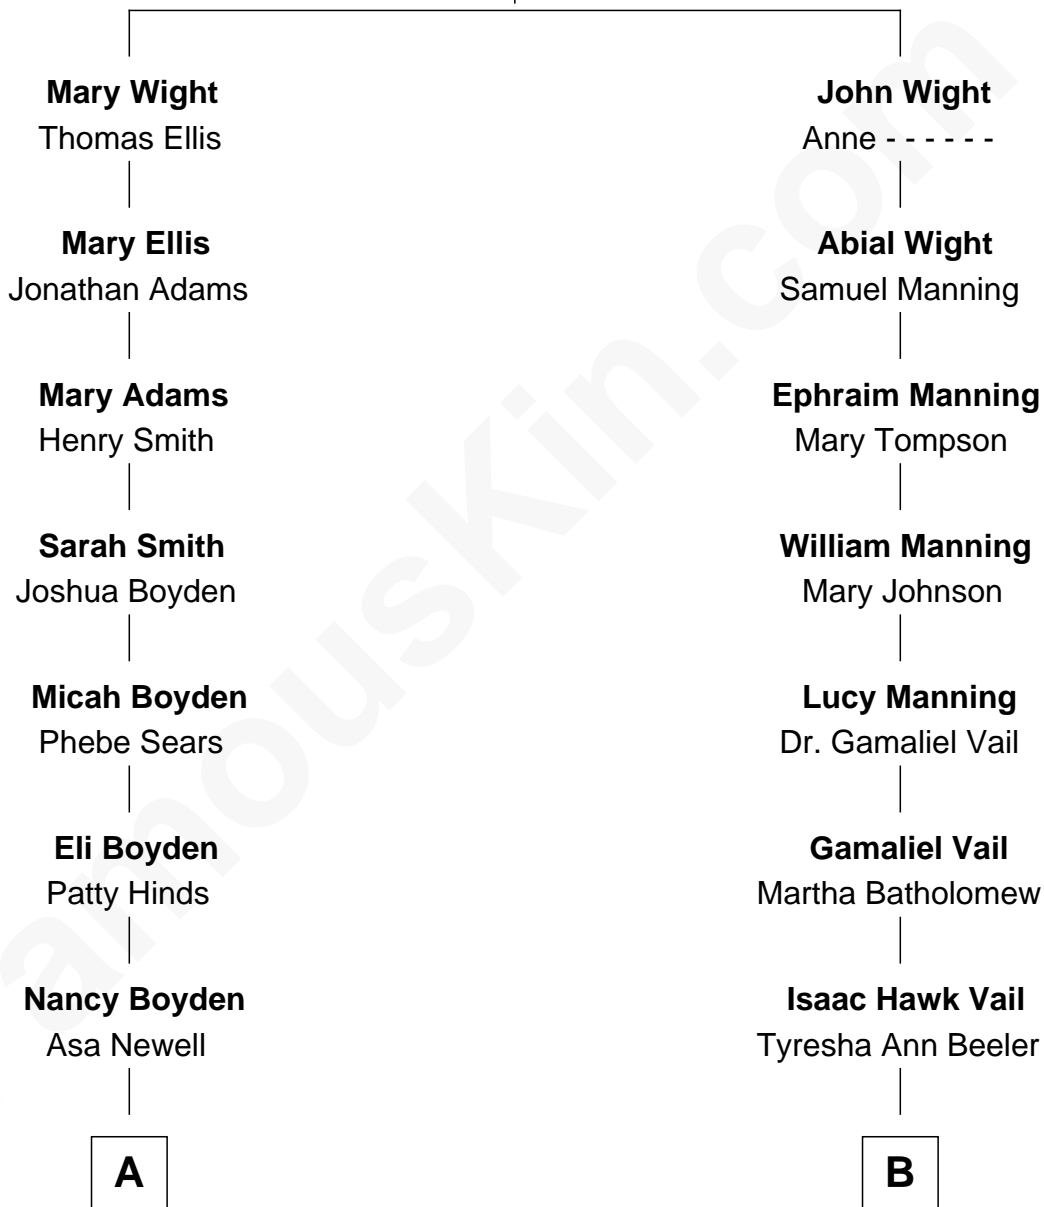 Mary Wight
Thomas Ellis
John Wight
Anne - - - - - -
Mary Ellis
Jonathan Adams
Abial Wight
Samuel Manning
Mary Adams
Henry Smith
Ephraim Manning
Mary Tompson
Sarah Smith
Joshua Boyden
William Manning
Mary Johnson
Micah Boyden
Phebe Sears
Lucy Manning
Dr. Gamaliel Vail
Eli Boyden
Patty Hinds
Gamaliel Vail
Martha Batholomew
Nancy Boyden
Asa Newell
Isaac Hawk Vail
Tyresha Ann Beeler
A
B
amousKin.com